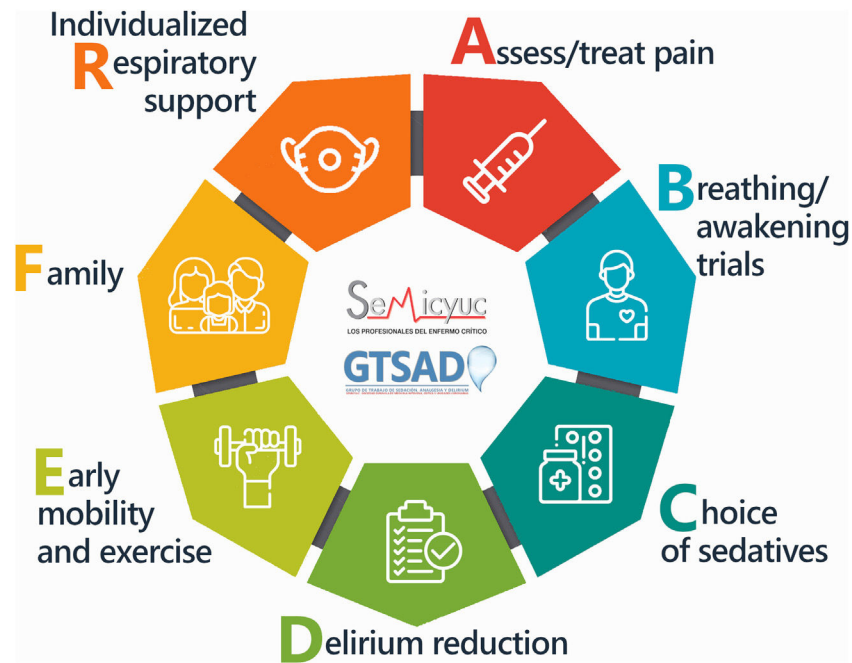 Individualized
Respiratory
support
Assess/treat pain
Breathing/
awakening
trials
Choice
of sedatives
Delirium reduction
Early
mobility
and exercise
Family
SeMicyuc
LOS PROFESIONALES DEL ENFERMO CRÍTICO
GTSAD
GRUPO DE TRABAJO DE SEDACIÓN, ANALGESIA Y DELIRIUM